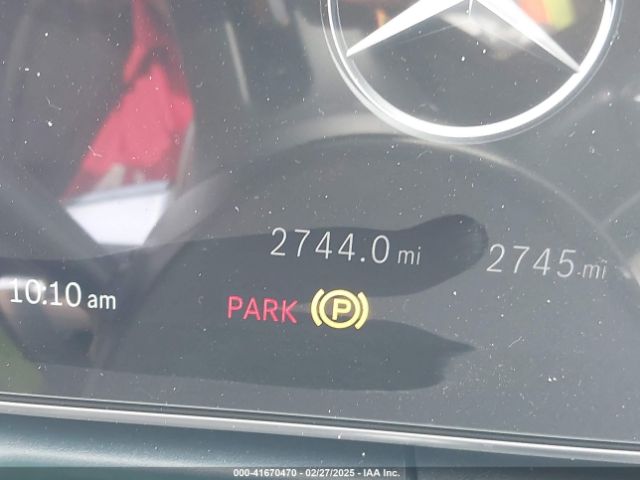 2744.0 mi
2745 mi
10:10 am
PARK (P)
000-41670470 - 02/27/2025 - IAA Inc.